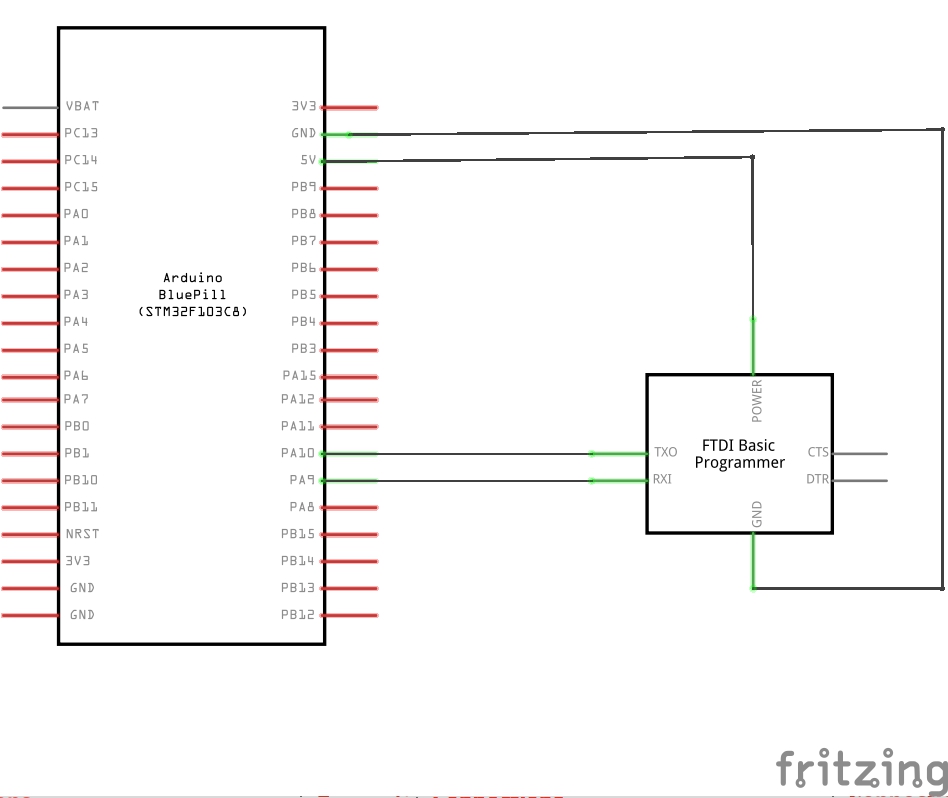 VBAT
PC13
PC14
PC15
PA0
PA1
PA2
PA3
PA4
PA5
PA6
PA7
PB0
PB1
PB10
PB11
NRST
3V3
GND
GND
Arduino
BluePill
(STM32F103C8)
3V3
GND
5V
PB9
PB8
PB7
PB6
PB5
PB4
PB3
PA15
PA12
PA11
PA10
PA9
PA8
PB15
PB14
PB13
PB12
POWER
TXO
RXI
FTDI Basic
Programmer
CTS
DTR
GND
fritzing